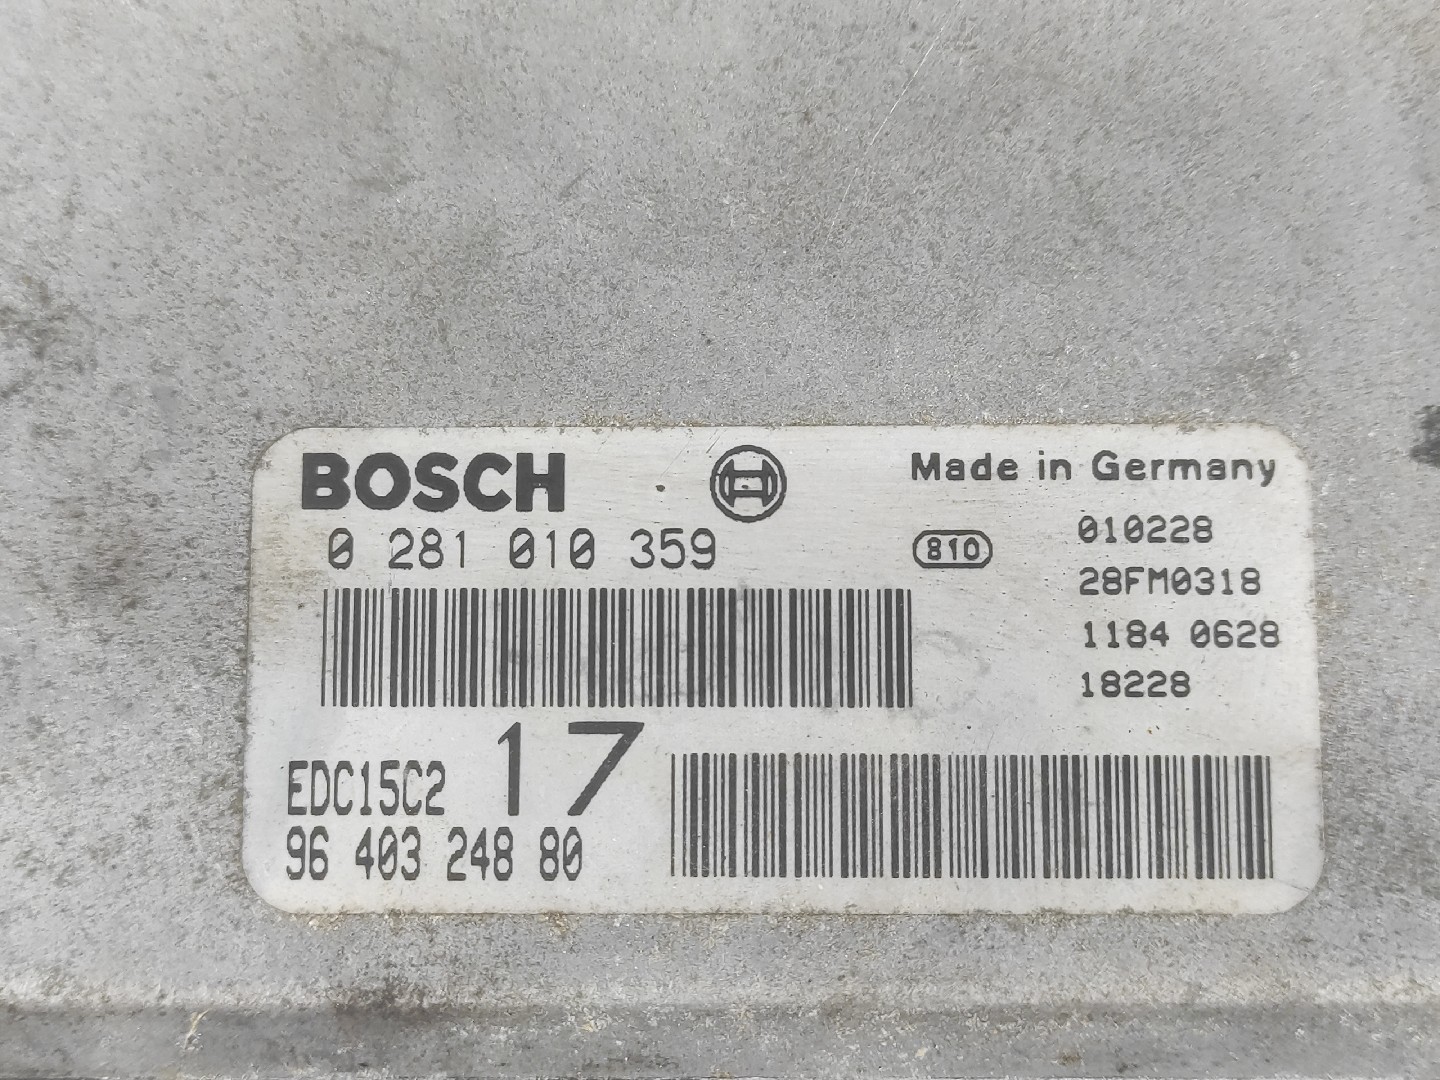 BOSCH
Made in Germany
0 281 010 359
810
010228
28FM0318
1184 0628
18228
EDC15C2
17
96 403 248 80